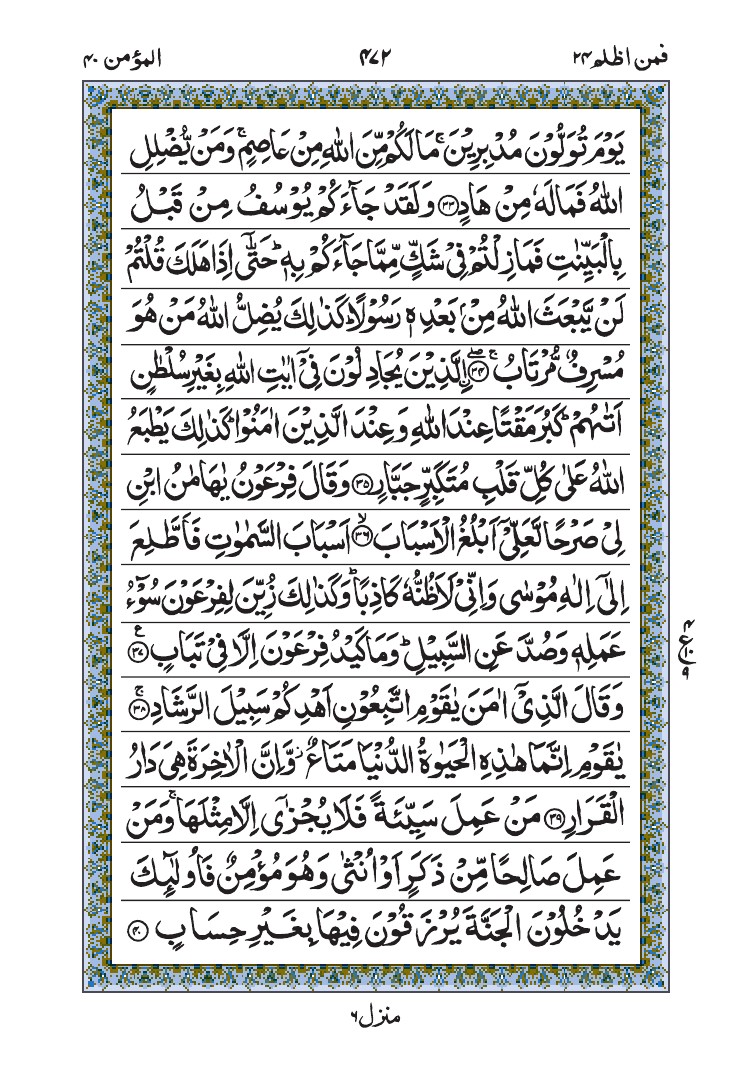 فمن اظلم ۲۴
۴۷۲
المؤمن ۴۰
يَوْمَ تُوَلُّوْنَ مُدْبِرِيْنَ ۚ مَا لَكُمْ مِّنَ اللّٰهِ مِنْ عَاصِمٍ ۚ وَمَنْ يُّضْلِلِ
اللّٰهُ فَمَا لَهٗ مِنْ هَادٍ ﴿۳۳﴾ وَلَقَدْ جَآءَكُمْ يُوْسُفُ مِنْ قَبْلُ
بِالْبَيِّنٰتِ فَمَا زِلْتُمْ فِيْ شَكٍّ مِّمَّا جَآءَكُمْ بِهٖ ؕ حَتّٰٓى اِذَا هَلَكَ قُلْتُمْ
لَنْ يَّبْعَثَ اللّٰهُ مِنْۢ بَعْدِهٖ رَسُوْلًا ؕ كَذٰلِكَ يُضِلُّ اللّٰهُ مَنْ هُوَ
مُسْرِفٌ مُّرْتَابُ ۚ ﴿۳۴﴾ ۖ اۨلَّذِيْنَ يُجَادِلُوْنَ فِيْٓ اٰيٰتِ اللّٰهِ بِغَيْرِ سُلْطٰنٍ
اَتٰىهُمْ ؕ كَبُرَ مَقْتًا عِنْدَ اللّٰهِ وَعِنْدَ الَّذِيْنَ اٰمَنُوْا ؕ كَذٰلِكَ يَطْبَعُ
اللّٰهُ عَلٰى كُلِّ قَلْبِ مُتَكَبِّرٍ جَبَّارٍ ﴿۳۵﴾ وَقَالَ فِرْعَوْنُ يٰهَامٰنُ ابْنِ
لِيْ صَرْحًا لَّعَلِّيْٓ اَبْلُغُ الْاَسْبَابَ ۙ ﴿۳۶﴾ اَسْبَابَ السَّمٰوٰتِ فَاَطَّلِعَ
اِلٰٓى اِلٰهِ مُوْسٰى وَاِنِّيْ لَاَظُنُّهٗ كَاذِبًا ؕ وَكَذٰلِكَ زُيِّنَ لِفِرْعَوْنَ سُوْٓءُ
عَمَلِهٖ وَصُدَّ عَنِ السَّبِيْلِ ؕ وَمَا كَيْدُ فِرْعَوْنَ اِلَّا فِيْ تَبَابٍ ﴿۳۷﴾ ع
۴ ع ۱۰ ۹
وَقَالَ الَّذِيْٓ اٰمَنَ يٰقَوْمِ اتَّبِعُوْنِ اَهْدِكُمْ سَبِيْلَ الرَّشَادِ ۚ ﴿۳۸﴾
يٰقَوْمِ اِنَّمَا هٰذِهِ الْحَيٰوةُ الدُّنْيَا مَتَاعٌ ؗ وَّاِنَّ الْاٰخِرَةَ هِيَ دَارُ
الْقَرَارِ ﴿۳۹﴾ مَنْ عَمِلَ سَيِّئَةً فَلَا يُجْزٰٓى اِلَّا مِثْلَهَا ۚ وَمَنْ
عَمِلَ صَالِحًا مِّنْ ذَكَرٍ اَوْ اُنْثٰى وَهُوَ مُؤْمِنٌ فَاُولٰٓئِكَ
يَدْخُلُوْنَ الْجَنَّةَ يُرْزَقُوْنَ فِيْهَا بِغَيْرِ حِسَابٍ ﴿۴۰﴾
منزل ۶